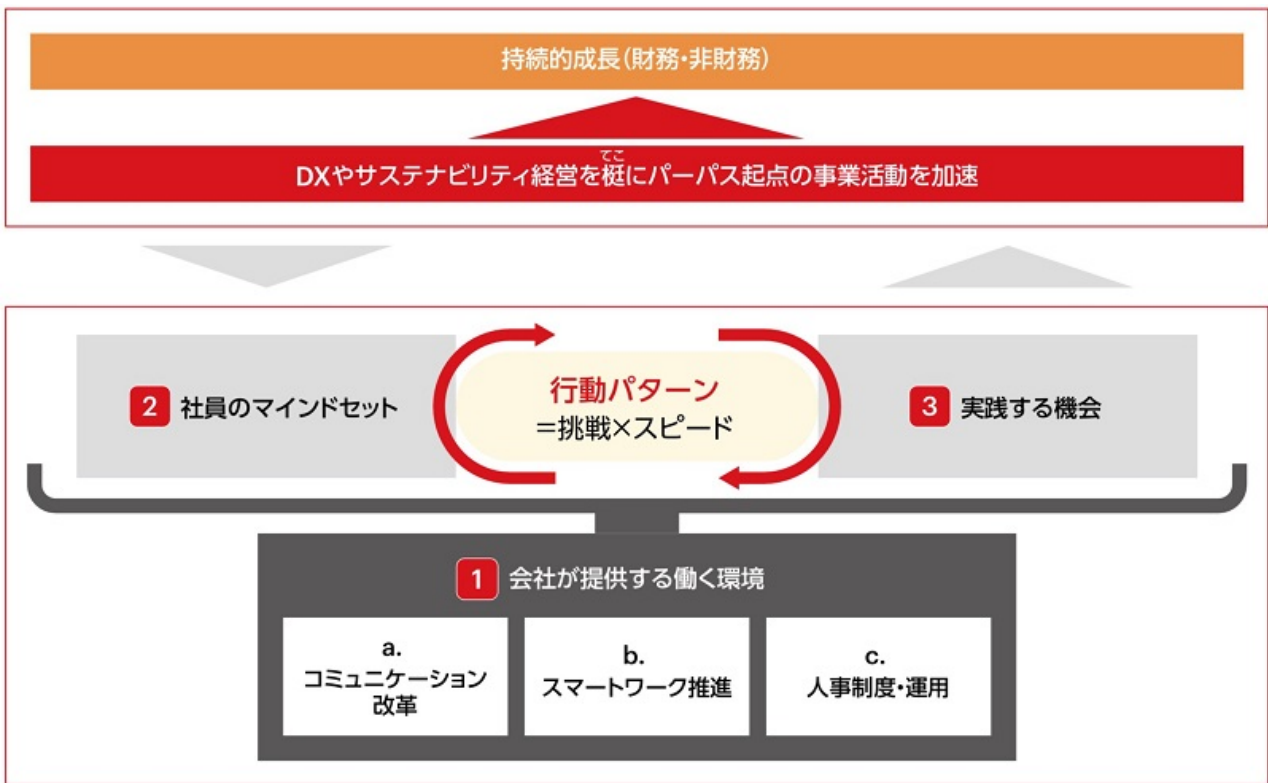 持続的成長(財務・非財務)
てこ
DXやサステナビリティ経営を梃にパーパス起点の事業活動を加速
2 社員のマインドセット
行動パターン
=挑戦×スピード
3 実践する機会
1 会社が提供する働く環境
a.
コミュニケーション
改革
b.
スマートワーク推進
c.
人事制度・運用